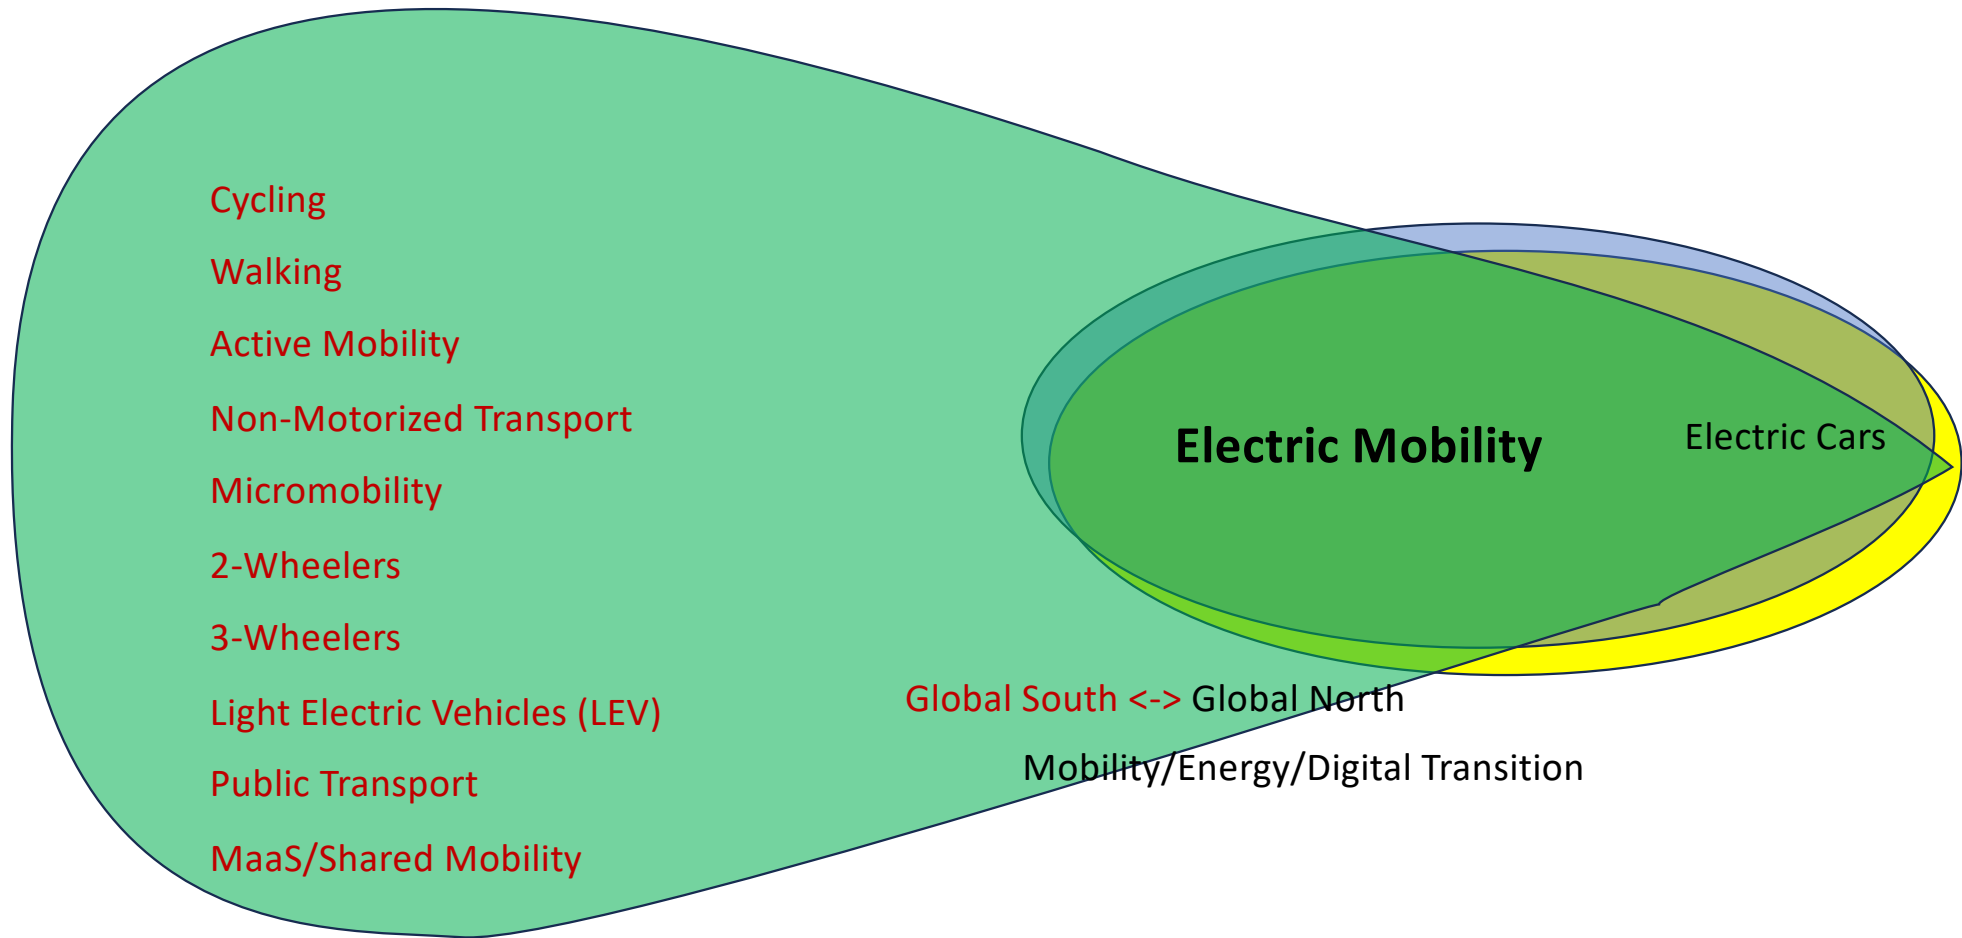 Cycling
Walking
Active Mobility
Non-Motorized Transport
Micromobility
2-Wheelers
3-Wheelers
Light Electric Vehicles (LEV)
Public Transport
MaaS/Shared Mobility
Electric Mobility
Electric Cars
Global South <-> Global North
Mobility/Energy/Digital Transition